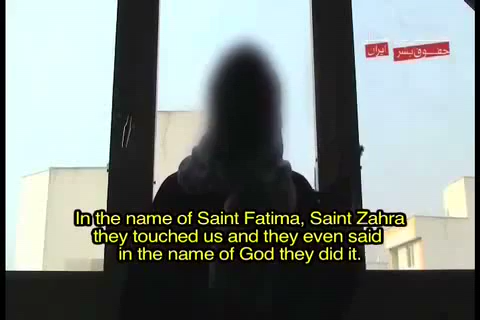 حقوق بشر ایران
In the name of Saint Fatima, Saint Zahra
they touched us and they even said
in the name of God they did it.